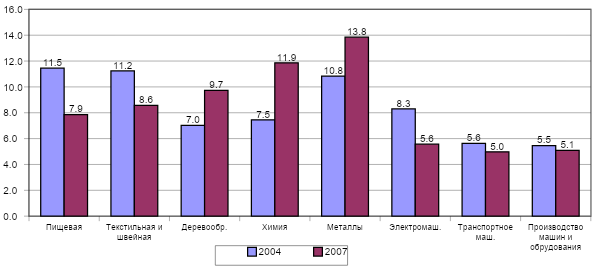 16.0
14.0
12.0
10.0
8.0
6.0
4.0
2.0
0.0
11.5 7.9 11.2 8.6 7.0 9.7 7.5 11.9 10.8 13.8 8.3 5.6 5.6 5.0 5.5 5.1
Пищевая
Текстильная и
швейная
Деревообр.
Химия
Металлы
Электромаш.
Транспортное
маш.
Производство
машин и
обрудования
2004 2007